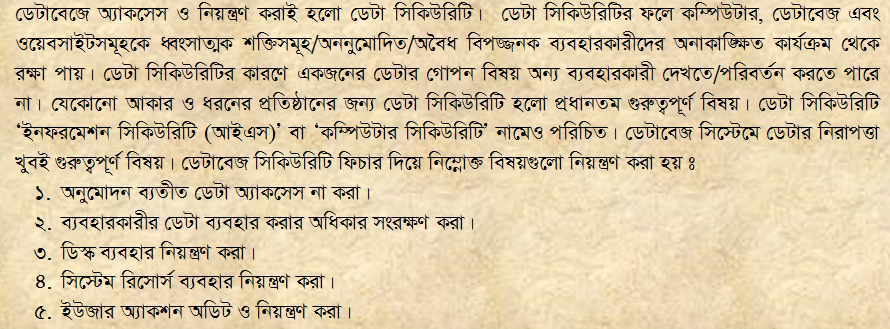 ডেটাবেজে অ্যাকসেস ও নিয়ন্ত্রণ করাই হলো ডেটা সিকিউরিটি। ডেটা সিকিউরিটির ফলে কম্পিউটার, ডেটাবেজ এবং
ওয়েবসাইটসমূহকে ধ্বংসাত্মক শক্তিসমূহ/অননুমোদিত/অবৈধ বিপজ্জনক ব্যবহারকারীদের অনাকাঙ্ক্ষিত কার্যক্রম থেকে
রক্ষা পায়। ডেটা সিকিউরিটির কারণে একজনের ডেটার গোপন বিষয় অন্য ব্যবহারকারী দেখতে/পরিবর্তন করতে পারে
না। যেকোনো আকার ও ধরনের প্রতিষ্ঠানের জন্য ডেটা সিকিউরিটি হলো প্রধানতম গুরুত্বপূর্ণ বিষয়। ডেটা সিকিউরিটি
‘ইনফরমেশন সিকিউরিটি (আইএস)’ বা ‘কম্পিউটার সিকিউরিটি’ নামেও পরিচিত। ডেটাবেজ সিস্টেমে ডেটার নিরাপত্তা
খুবই গুরুত্বপূর্ণ বিষয়। ডেটাবেজ সিকিউরিটি ফিচার দিয়ে নিম্নোক্ত বিষয়গুলো নিয়ন্ত্রণ করা হয় ঃ
১. অনুমোদন ব্যতীত ডেটা অ্যাকসেস না করা।
২. ব্যবহারকারীর ডেটা ব্যবহার করার অধিকার সংরক্ষণ করা।
৩. ডিস্ক ব্যবহার নিয়ন্ত্রণ করা।
৪. সিস্টেম রিসোর্স ব্যবহার নিয়ন্ত্রণ করা।
৫. ইউজার অ্যাকশন অডিট ও নিয়ন্ত্রণ করা।